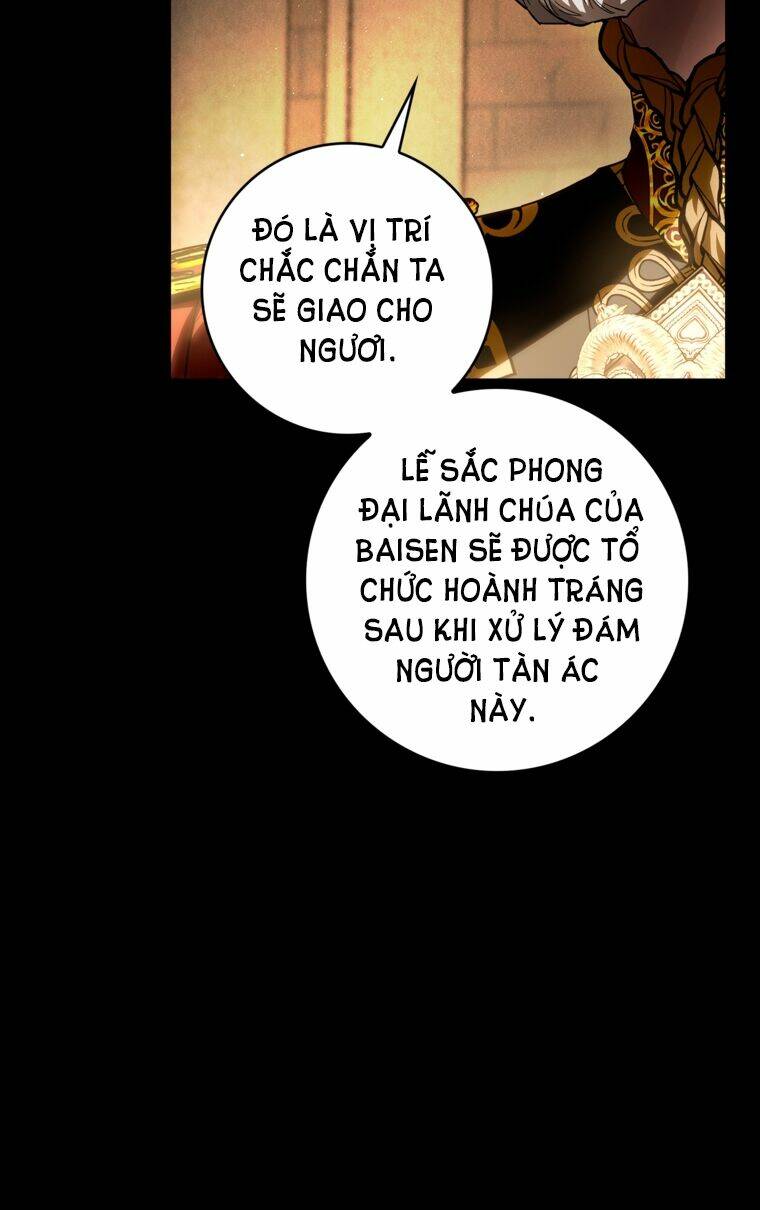 ĐÓ LÀ VỊ TRÍ
CHẮC CHẮN TA
SẼ GIAO CHO
NGƯƠI.
LỄ SẮC PHONG
ĐẠI LÃNH CHÚA CỦA
BAISEN SẼ ĐƯỢC TỔ
CHỨC HOÀNH TRÁNG
SAU KHI XỬ LÝ ĐÁM
NGƯỜI TÀN ÁC
NÀY.